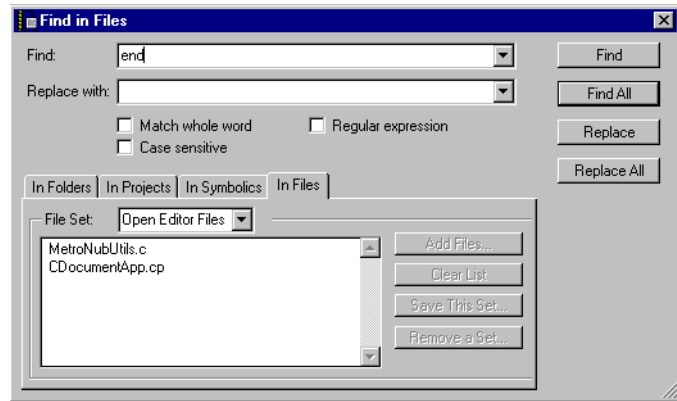 Find in Files
Find: end Find
Replace with: Find All
Match whole word Regular expression Replace
Case sensitive
Replace All
In Folders In Projects In Symbolics In Files
File Set: Open Editor Files
MetroNubUtils.c Add Files...
CDocumentApp.cp
Clear List
Save This Set...
Remove a Set...